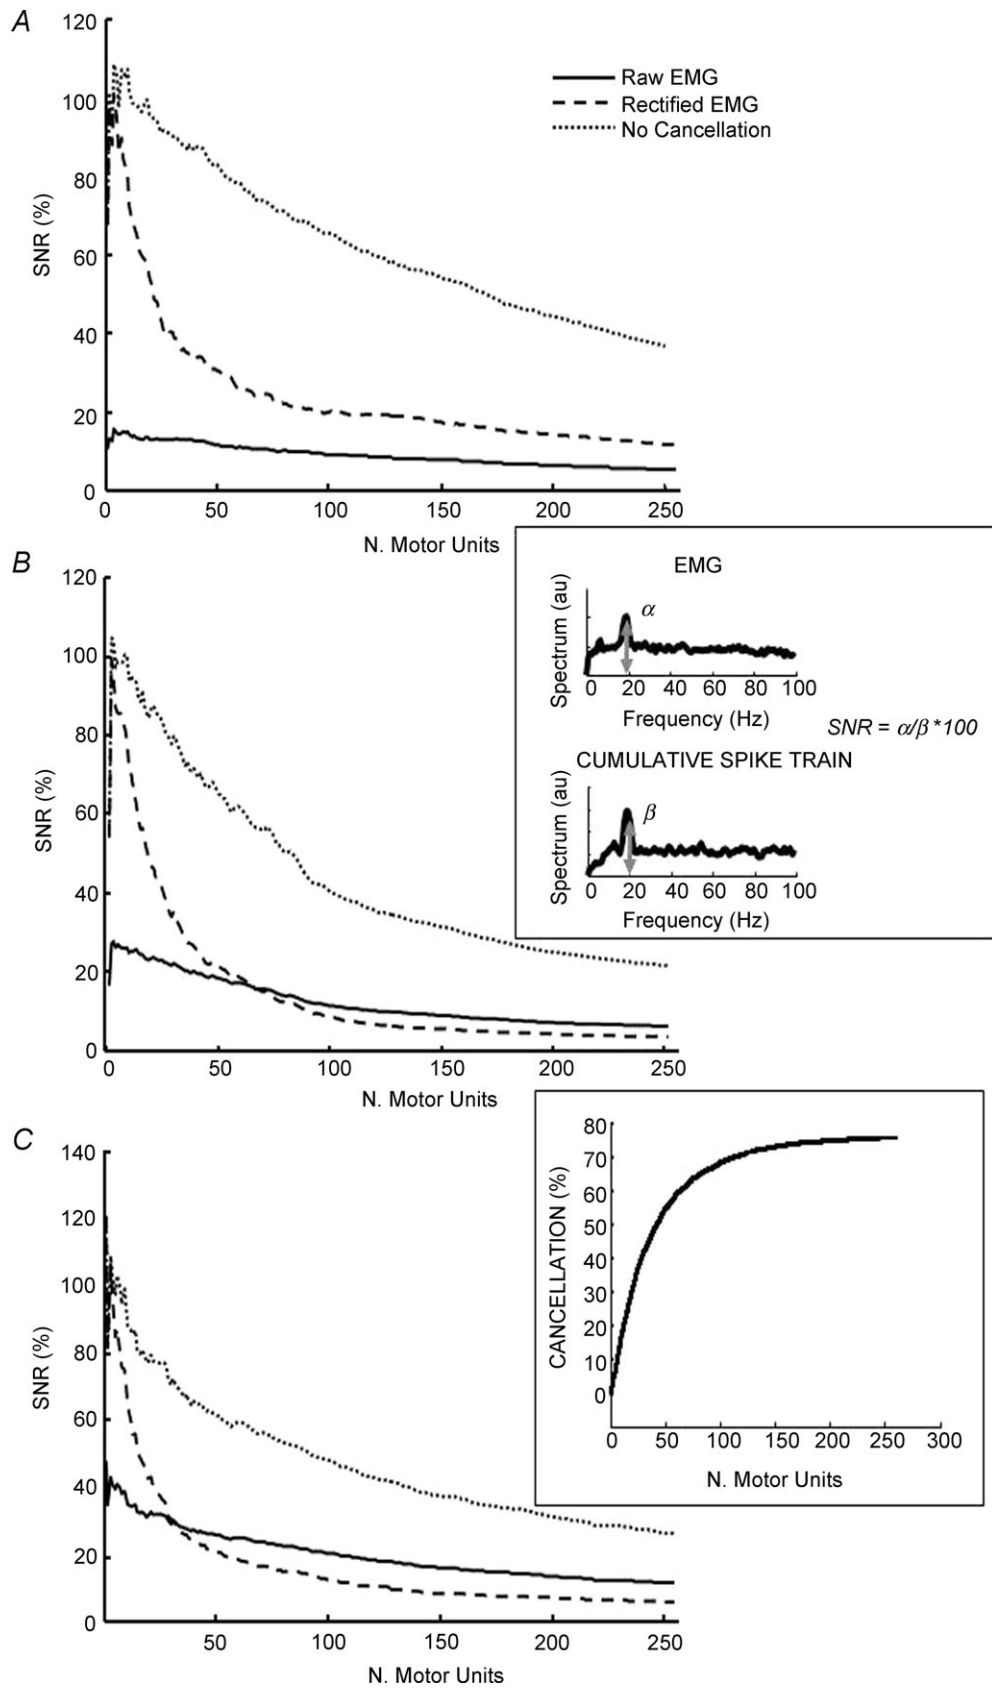 A
120
100
80
60
40
20
0
SNR (%)
0 50 100 150 200 250
N. Motor Units
Raw EMG
Rectified EMG
No Cancellation
B
120
100
80
60
40
20
0
SNR (%)
0 50 100 150 200 250
N. Motor Units
EMG
Spectrum (au)
α
0 20 40 60 80 100
Frequency (Hz)
SNR = α/β*100
CUMULATIVE SPIKE TRAIN
Spectrum (au)
β
0 20 40 60 80 100
Frequency (Hz)
C
140
120
100
80
60
40
20
0
SNR (%)
50 100 150 200 250
N. Motor Units
80
70
60
50
40
30
20
10
0
CANCELLATION (%)
0 50 100 150 200 250 300
N. Motor Units